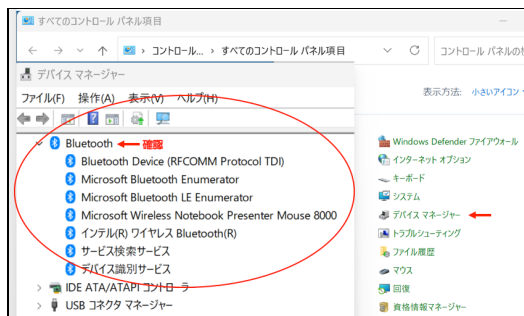 すべてのコントロール パネル項目
コントロール... › すべてのコントロール パネル項目
コントロール パネルの
デバイス マネージャー
ファイル(F) 操作(A) 表示(V) ヘルプ(H)
表示方法: 小さいアイコン
Bluetooth 確認
Bluetooth Device (RFCOMM Protocol TDI)
Microsoft Bluetooth Enumerator
Microsoft Bluetooth LE Enumerator
Microsoft Wireless Notebook Presenter Mouse 8000
インテル(R) ワイヤレス Bluetooth(R)
サービス検索サービス
デバイス識別サービス
IDE ATA/ATAPI コントローラー
USB コネクタ マネージャー
Windows Defender ファイアウォール
インターネット オプション
キーボード
システム
デバイス マネージャー
トラブルシューティング
ファイル履歴
マウス
回復
資格情報マネージャー